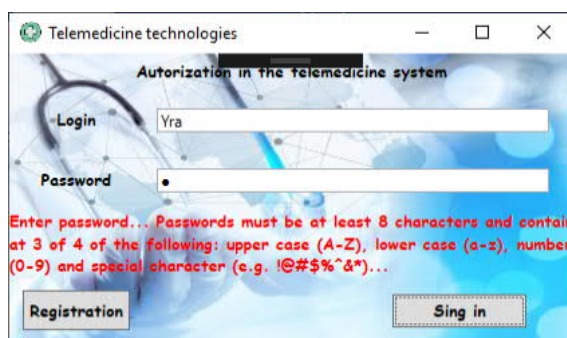 Telemedicine technologies
Autorization in the telemedicine system
Login
Yra
Password
●
Enter password... Passwords must be at least 8 characters and contain
at 3 of 4 of the following: upper case (A-Z), lower case (a-z), number
(0-9) and special character (e.g. !@#$%^&*)...
Registration
Sing in